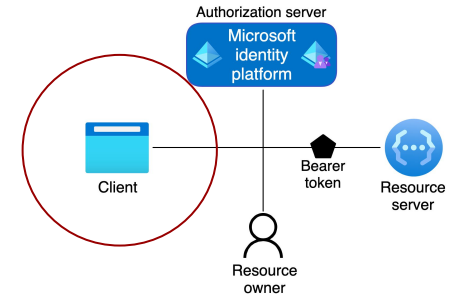 Authorization server
Microsoft
identity
platform
Client
Bearer
token
Resource
server
Resource
owner